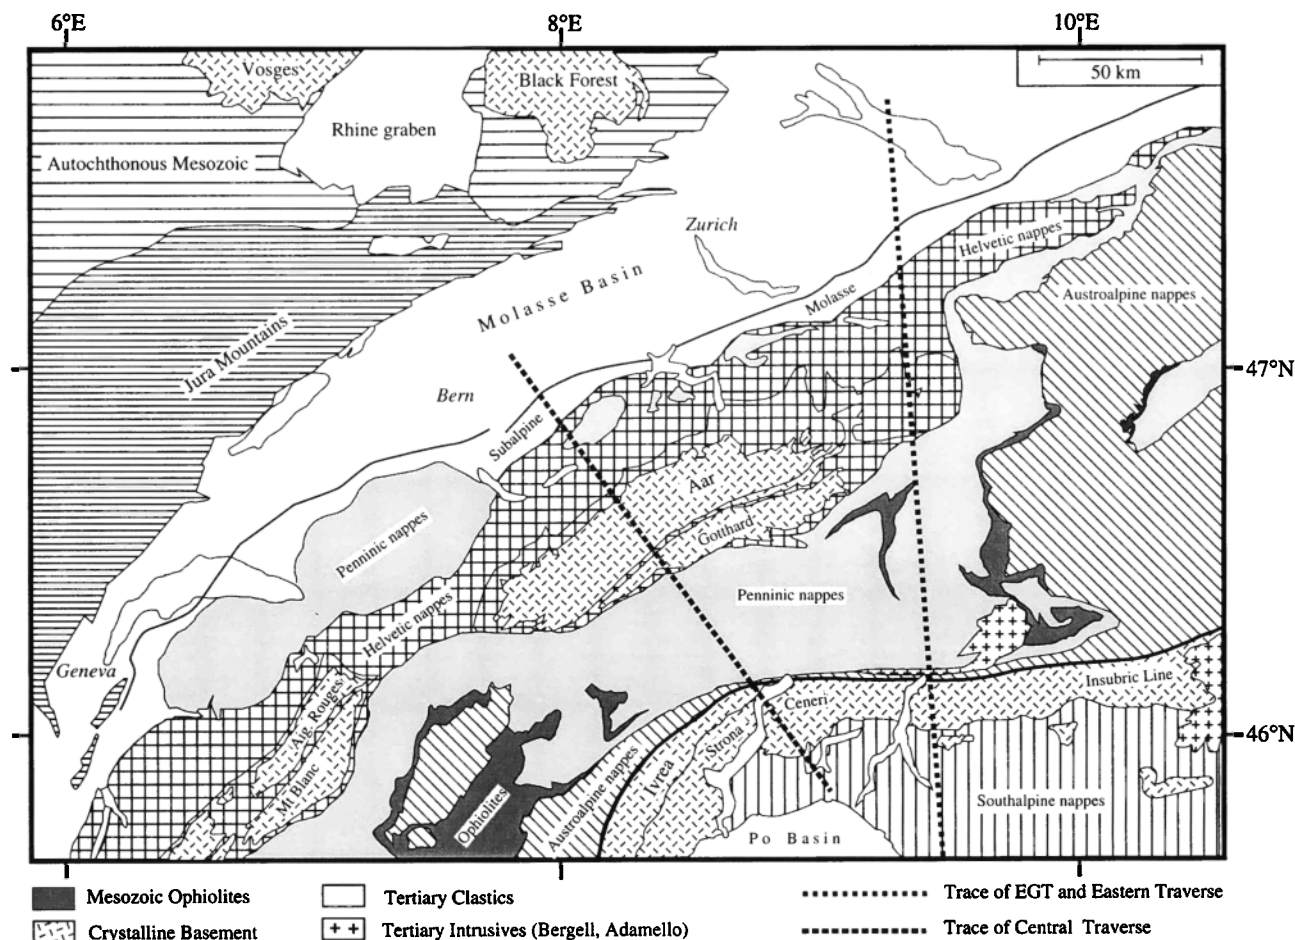 6°E 8°E 10°E
50 km
Vosges
Black Forest
Rhine graben
Autochthonous Mesozoic
Zurich
Helvetic nappes
Molasse Basin
Austroalpine nappes
Molasse
Jura Mountains
47°N
Bern
Subalpine
Aar
Gotthard
Penninic nappes
Penninic nappes
Helvetic nappes
Geneva
Aig. Rouges
Insubric Line
Ceneri
Strona
46°N
Mt Blanc
Ivrea
Ophiolites
Austroalpine nappes
Southalpine nappes
Po Basin
Mesozoic Ophiolites
Tertiary Clastics
Trace of EGT and Eastern Traverse
Crystalline Basement
Tertiary Intrusives (Bergell, Adamello)
Trace of Central Traverse